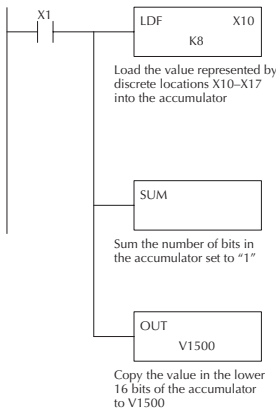 X1
LDF X10
K8
Load the value represented by
discrete locations X10–X17
into the accumulator
SUM
Sum the number of bits in
the accumulator set to “1”
OUT
V1500
Copy the value in the lower
16 bits of the accumulator
to V1500